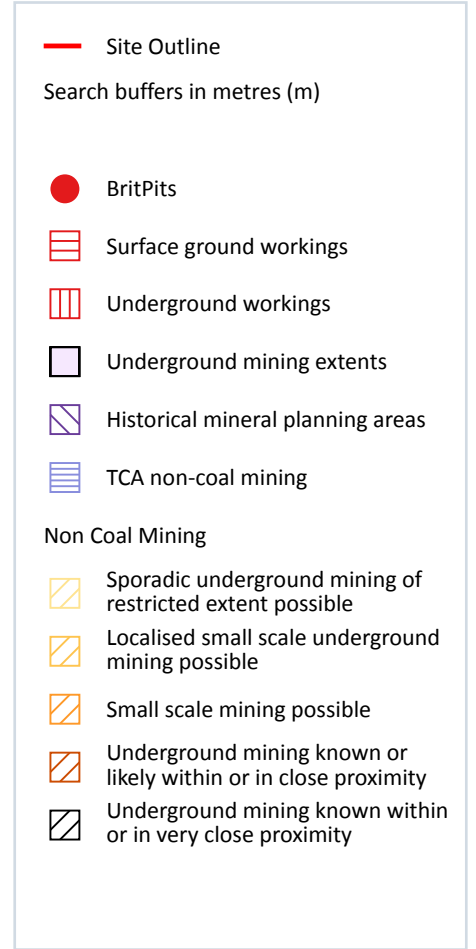 Site Outline
Search buffers in metres (m)
BritPits
Surface ground workings
Underground workings
Underground mining extents
Historical mineral planning areas
TCA non-coal mining
Non Coal Mining
Sporadic underground mining of
restricted extent possible
Localised small scale underground
mining possible
Small scale mining possible
Underground mining known or
likely within or in close proximity
Underground mining known within
or in very close proximity